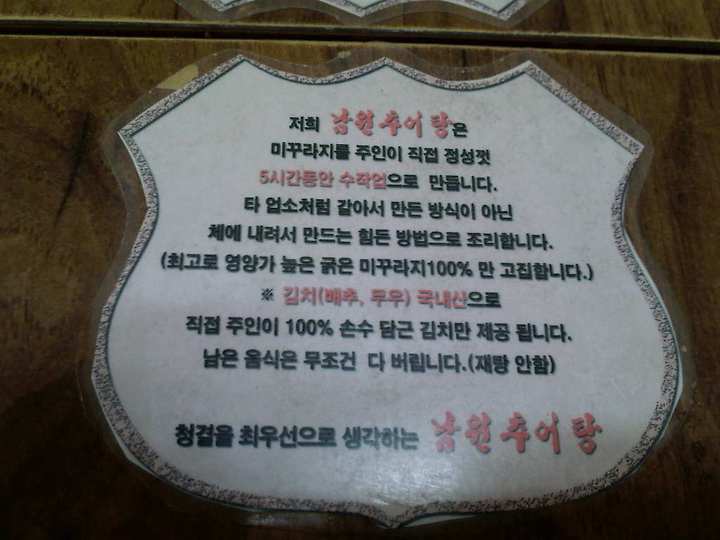 저희 남원추어탕은
미꾸라지를 주인이 직접 정성껏
5시간동안 수작업으로 만듭니다.
타 업소처럼 갈아서 만든 방식이 아닌
체에 내려서 만드는 힘든 방법으로 조리합니다.
(최고로 영양가 높은 굵은 미꾸라지100% 만 고집합니다.)
※ 김치(배추, 무우) 국내산으로
직접 주인이 100% 손수 담근 김치만 제공 됩니다.
남은 음식은 무조건 다 버립니다.(재탕 안함)
청결을 최우선으로 생각하는 남원추어탕